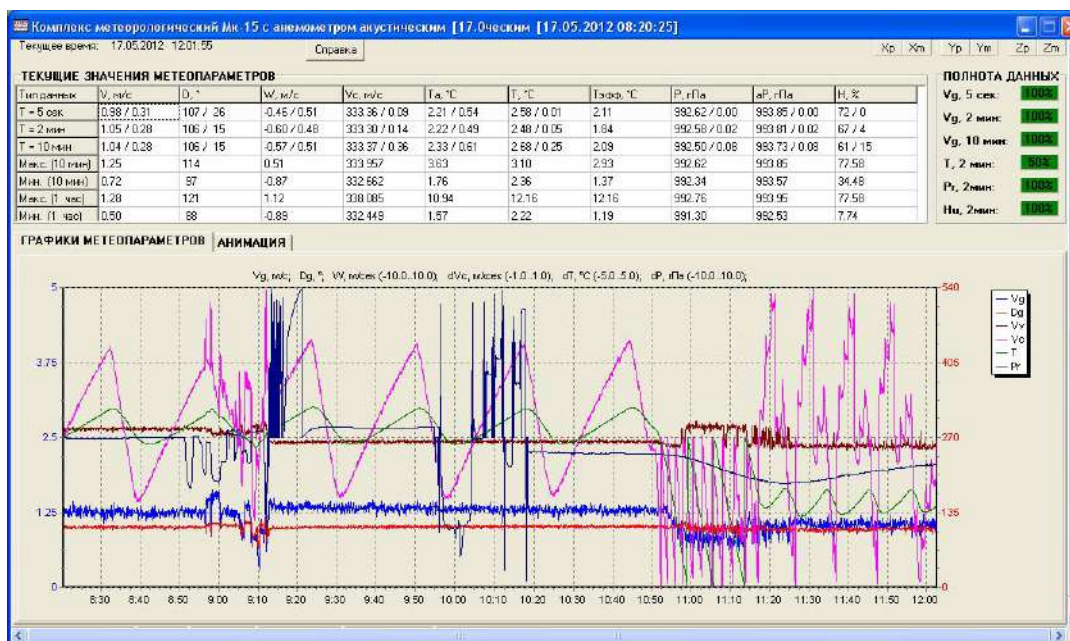 Комплекс метеорологический Мк-15 с анемометром акустическим [17.0ческим [17.05.2012 08:20:25]
Текущее время: 17.05.2012 12:01:55 Справка Xp Xm Yp Ym Zp Zm
ТЕКУЩИЕ ЗНАЧЕНИЯ МЕТЕОПАРАМЕТРОВ
Тип данных V, м/с D, ° W, м/с Vc, м/с Ta, °C T, °C Tэфф, °C P, гПа aP, гПа H, %
T = 5 сек 0.98 / 0.31 107 / 26 -0.46 / 0.51 333.36 / 0.09 2.21 / 0.54 2.58 / 0.01 2.11 992.62 / 0.00 993.85 / 0.00 72 / 0
T = 2 мин 1.05 / 0.28 106 / 15 -0.60 / 0.48 333.30 / 0.14 2.22 / 0.49 2.48 / 0.05 1.84 992.58 / 0.02 993.81 / 0.02 67 / 4
T = 10 мин 1.04 / 0.28 106 / 15 -0.57 / 0.51 333.37 / 0.36 2.33 / 0.61 2.68 / 0.25 2.09 992.50 / 0.08 993.73 / 0.08 61 / 15
Макс. (10 мин) 1.25 114 0.51 333.957 3.63 3.10 2.93 992.62 993.85 77.58
Мин. (10 мин) 0.72 97 -0.87 332.662 1.76 2.36 1.37 992.34 993.57 34.48
Макс. (1 час) 1.28 121 1.12 338.085 10.94 12.16 12.16 992.76 993.95 77.58
Мин. (1 час) 0.50 88 -0.89 332.449 1.57 2.22 1.19 991.30 992.53 7.74
ПОЛНОТА ДАННЫХ
Vg, 5 сек: 100%
Vg, 2 мин: 100%
Vg, 10 мин: 100%
T, 2 мин: 50%
Pr, 2мин: 100%
Hu, 2мин: 100%
ГРАФИКИ МЕТЕОПАРАМЕТРОВ АНИМАЦИЯ
Vg, м/с; Dg, °; W, м/сек (-10.0..10.0); dVc, м/сек (-1.0..1.0); dT, °C (-5.0..5.0); dP, гПа (-10.0..10.0);
5 540
3.75 405
2.5 270
1.25 135
0 0
8:30 8:40 8:50 9:00 9:10 9:20 9:30 9:40 9:50 10:00 10:10 10:20 10:30 10:40 10:50 11:00 11:10 11:20 11:30 11:40 11:50 12:00
Vg
Dg
Vv
Vc
T
Pr